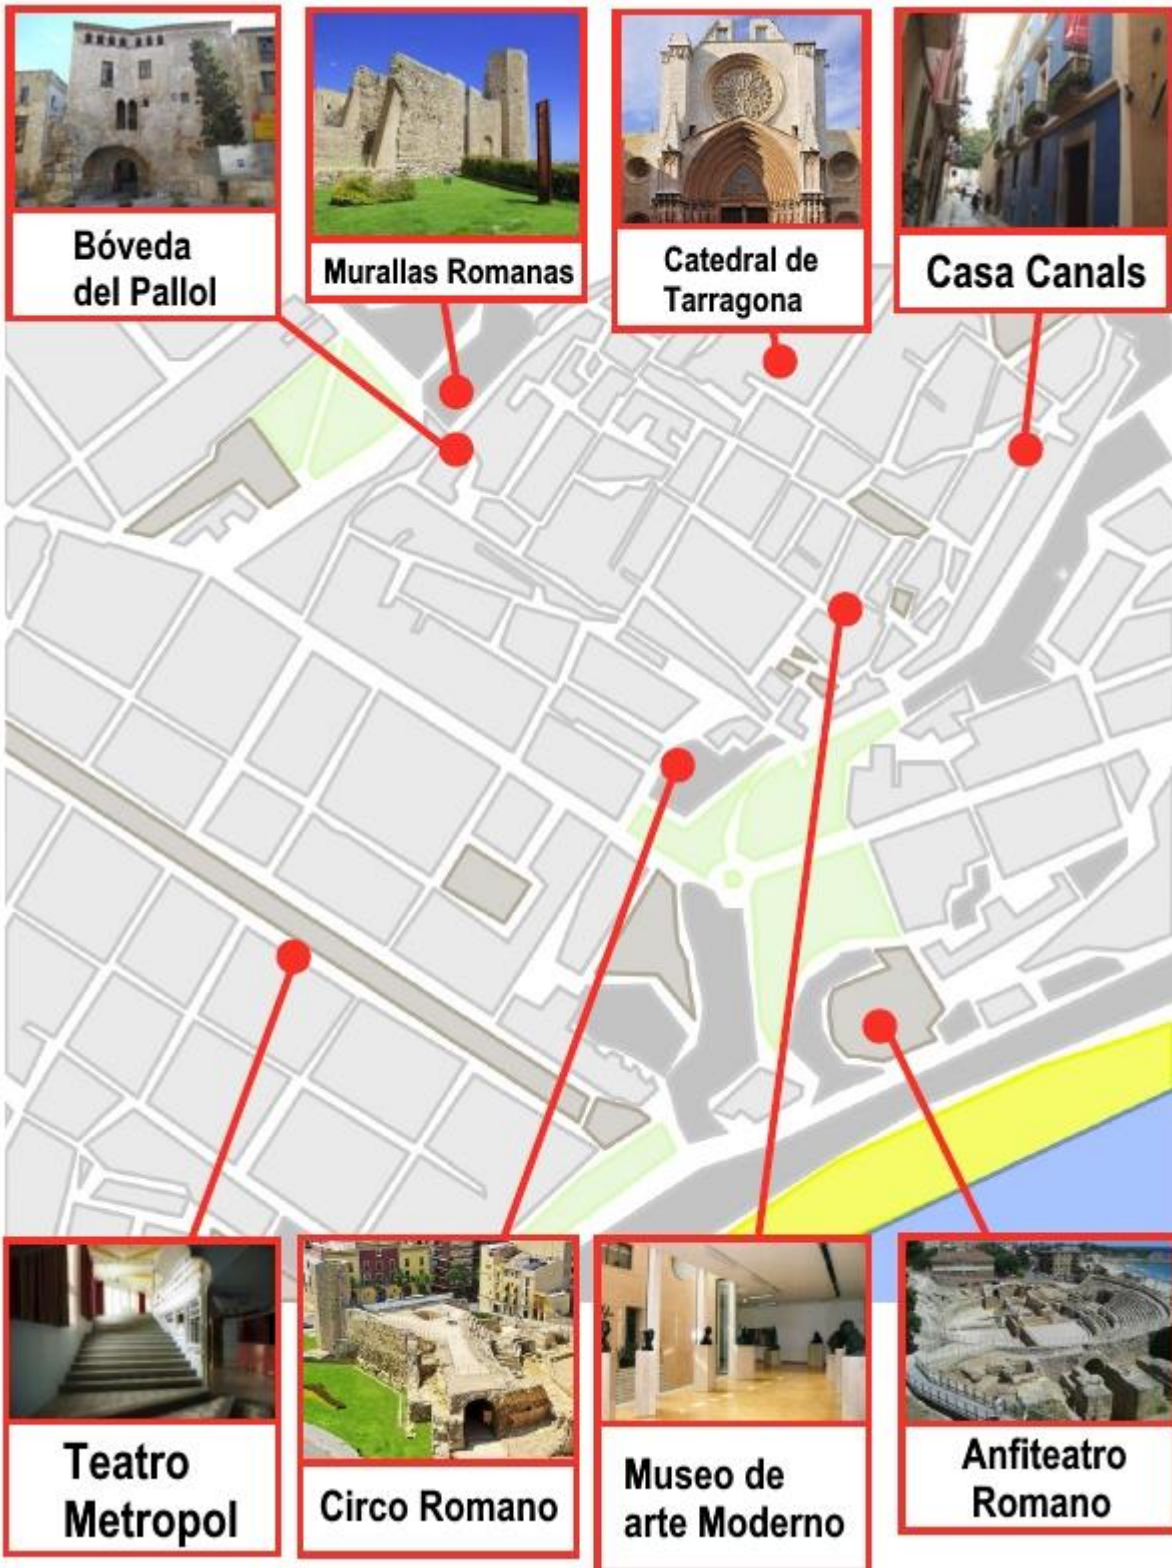 Bóveda
del Pallol
Murallas Romanas
Catedral de
Tarragona
Casa Canals
Teatro
Metropol
Circo Romano
Museo de
arte Moderno
Anfiteatro
Romano